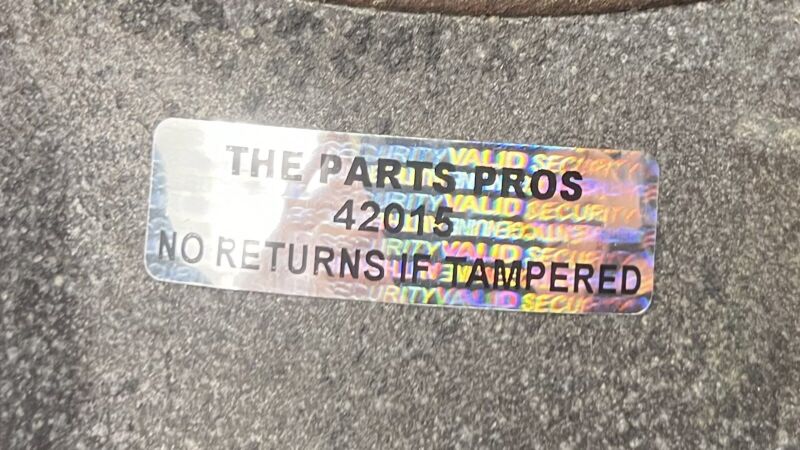 THE PARTS PROS
42015
NO RETURNS IF TAMPERED